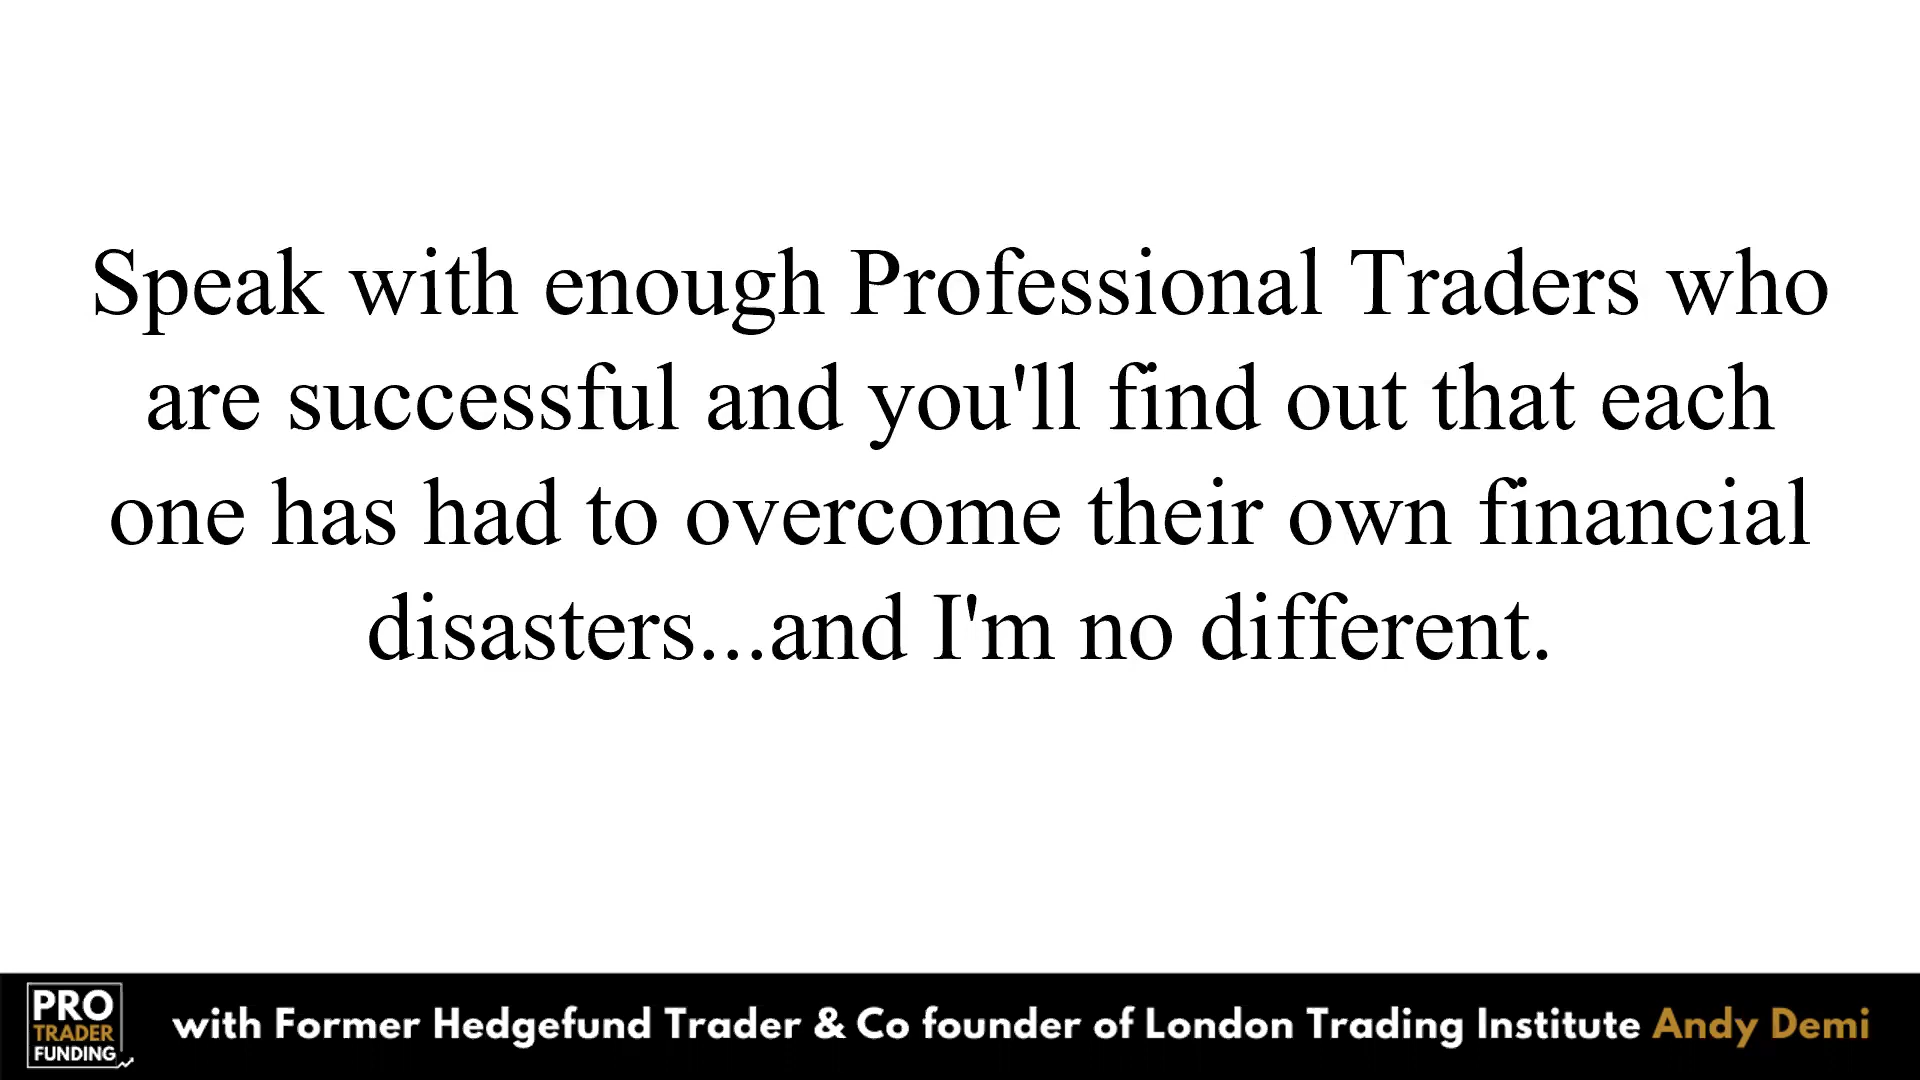 Speak with enough Professional Traders who
are successful and you'll find out that each
one has had to overcome their own financial
disasters...and I'm no different.
PRO
TRADER
FUNDING
with Former Hedgefund Trader & Co founder of London Trading Institute Andy Demi